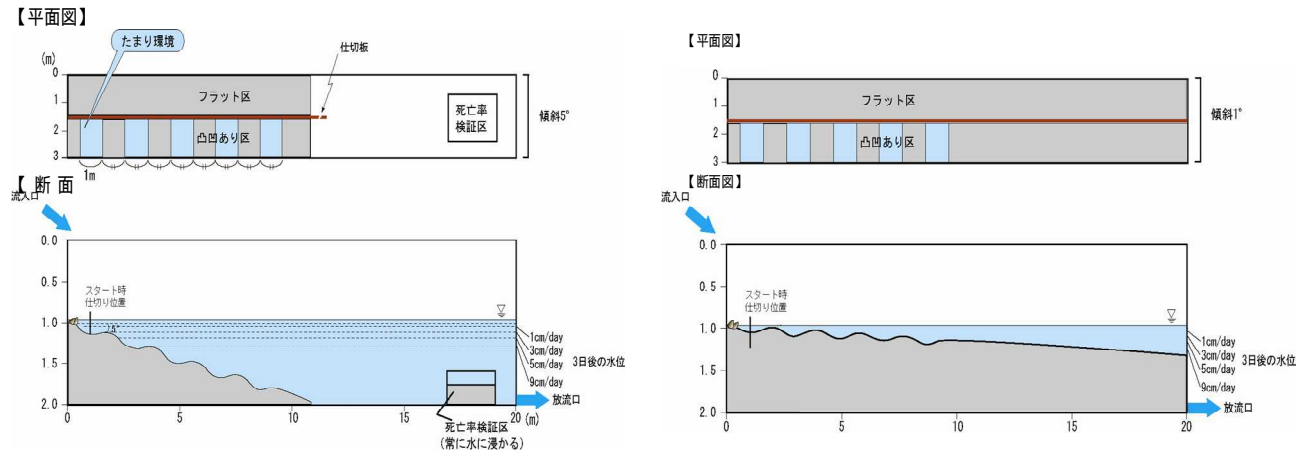 【平面図】
たまり環境
仕切板
(m)
0
1
2
3
フラット区
凸凹あり区
死亡率
検証区
傾斜5°
1m
【断面
流入口
0.0
0.5
1.0
1.5
2.0
スタート時
仕切り位置
5°
1cm/day
3cm/day
5cm/day
9cm/day
3日後の水位
放流口
0
5
10
15
20
(m)
死亡率検証区
(常に水に浸かる)
【平面図】
0
1
2
3
フラット区
凸凹あり区
傾斜1°
【断面図】
流入口
0.0
0.5
1.0
1.5
2.0
スタート時
仕切り位置
1cm/day
3cm/day
5cm/day
9cm/day
3日後の水位
放流口
0
5
10
15
20